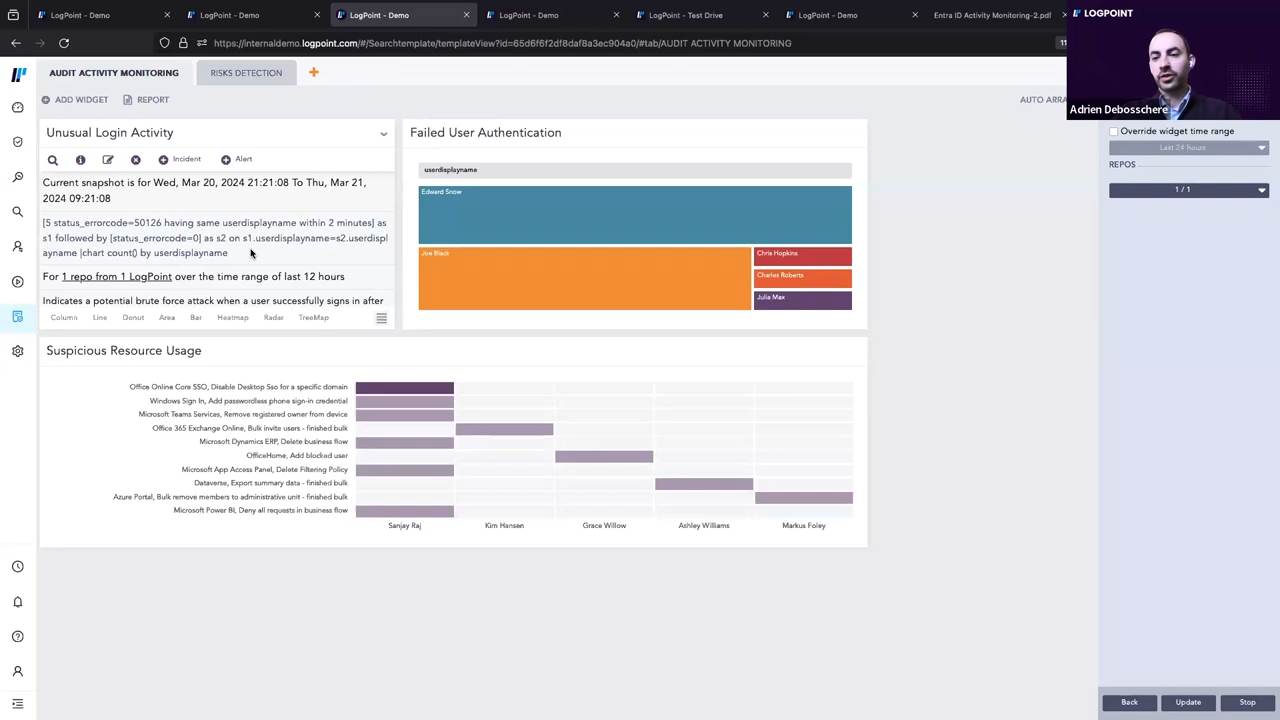 LogPoint - Demo
LogPoint - Demo
LogPoint - Demo
LogPoint - Demo
LogPoint - Test Drive
LogPoint - Demo
Entra ID Activity Monitoring-2.pdf
LOGPOINT
https://internaldemo.logpoint.com/#/Searchtemplate/templateView?id=65d6f6f2df8daf8a3ec904a0/#tab/AUDIT ACTIVITY MONITORING
11
Adrien Debosschere
AUDIT ACTIVITY MONITORING
RISKS DETECTION
ADD WIDGET
REPORT
AUTO ARRA
Unusual Login Activity
Incident
Alert
Current snapshot is for Wed, Mar 20, 2024 21:21:08 To Thu, Mar 21,
2024 09:21:08
[5 status_errorcode=50126 having same userdisplayname within 2 minutes] as
s1 followed by [status_errorcode=0] as s2 on s1.userdisplayname=s2.userdispl
name |chart count() by userdisplayname
For 1 repo from 1 Logpoint over the time range of last 12 hours
Indicates a potential brute force attack when a user successfully signs in after
Column
Line
Donut
Area
Bar
Heatmap
Radar
TreeMap
Failed User Authentication
userdisplayname
Edward Snow
Joe Black
Chris Hopkins
Charles Roberts
Julia Max
Override widget time range
Last 24 hours
REPOS
1 / 1
Suspicious Resource Usage
Office Online Core SSO, Disable Desktop Sso for a specific domain
Windows Sign In, Add passwordless phone sign-in credential
Microsoft Teams Services, Remove registered owner from device
Office 365 Exchange Online, Bulk invite users - finished bulk
Microsoft Dynamics ERP, Delete business flow
OfficeHome, Add blocked user
Microsoft App Access Panel, Delete Filtering Policy
Dataverse, Export summary data - finished bulk
Azure Portal, Bulk remove members to administrative unit - finished bulk
Microsoft Power BI, Deny all requests in business flow
Sanjay Raj
Kim Hansen
Grace Willow
Ashley Williams
Markus Foley
Back
Update
Stop